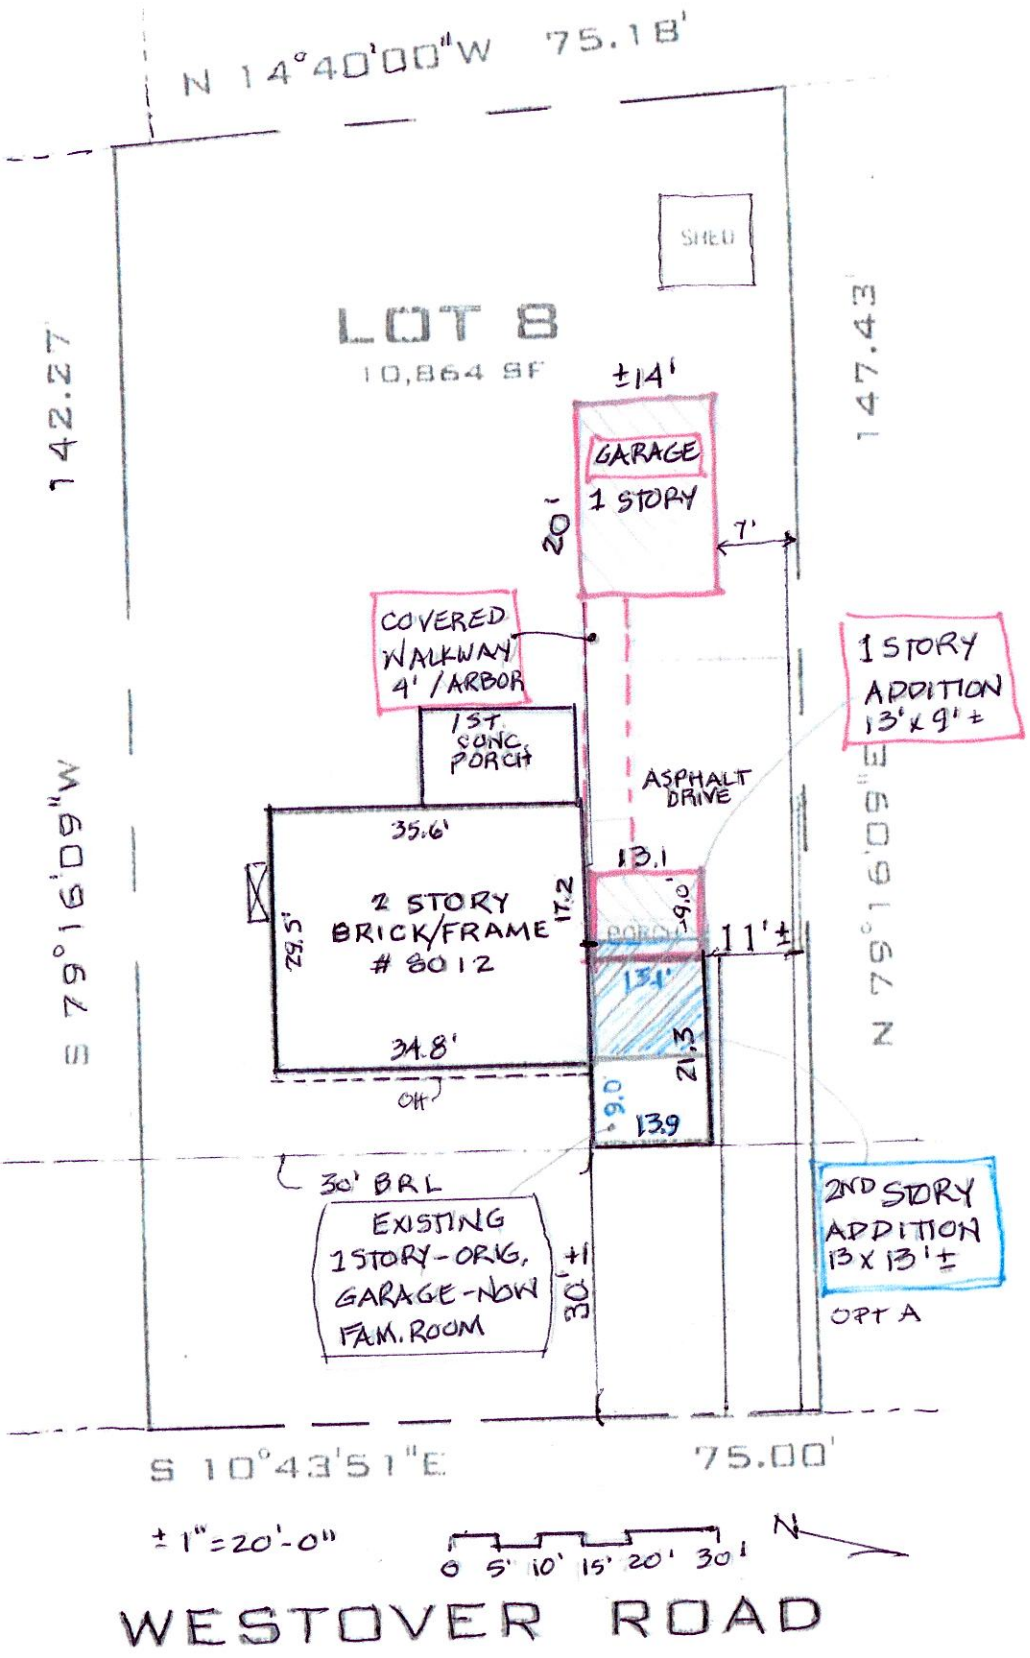 N 14°40'00"W 75.18'
SHED
LOT 8
10,864 SF
142.27
147.43
±14'
GARAGE
1 STORY
20'
7'
COVERED
WALKWAY
4' / ARBOR
1 STORY
ADDITION
13' x 9' ±
1 ST.
CONC.
PORCH
ASPHALT
DRIVE
S 79°16'09"W
N 79°16'09"E
35.6'
13.1
17.2
9.0'
2 STORY
BRICK/FRAME
# 8012
29.5'
PORCH
11' ±
13.1'
34.8'
21.3
OH
9.0
13.9
30' BRL
EXISTING
1 STORY - ORIG.
GARAGE - NOW
FAM. ROOM
30' ±
2ND STORY
ADDITION
13 x 13' ±
OPT A
S 10°43'51"E 75.00'
± 1" = 20'-0"
0 5' 10' 15' 20' 30'
N
WESTOVER ROAD